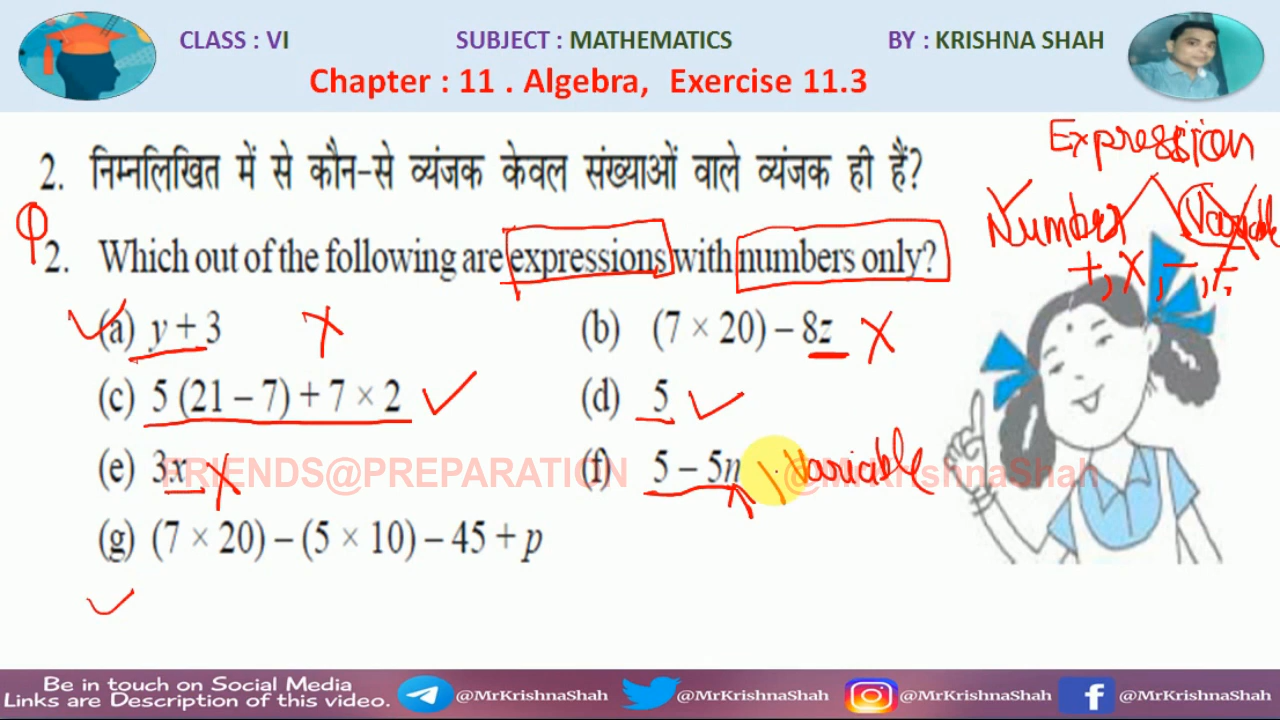 CLASS : VI SUBJECT : MATHEMATICS BY : KRISHNA SHAH
Chapter : 11 . Algebra, Exercise 11.3
2. निम्नलिखित में से कौन-से व्यंजक केवल संख्याओं वाले व्यंजक ही हैं?
Expression
Number Variable
+, ×, −, ÷
Q
2. Which out of the following are expressions with numbers only?
(a) y + 3 (b) (7 × 20) – 8z
(c) 5 (21 – 7) + 7 × 2 (d) 5
(e) 3x (f) 5 – 5n Variable
FRIENDS@PREPARATION @MrKrishnaShah
(g) (7 × 20) – (5 × 10) – 45 + p
Be in touch on Social Media
Links are Description of this video.
@MrKrishnaShah @MrKrishnaShah @MrKrishnaShah @MrKrishnaShah